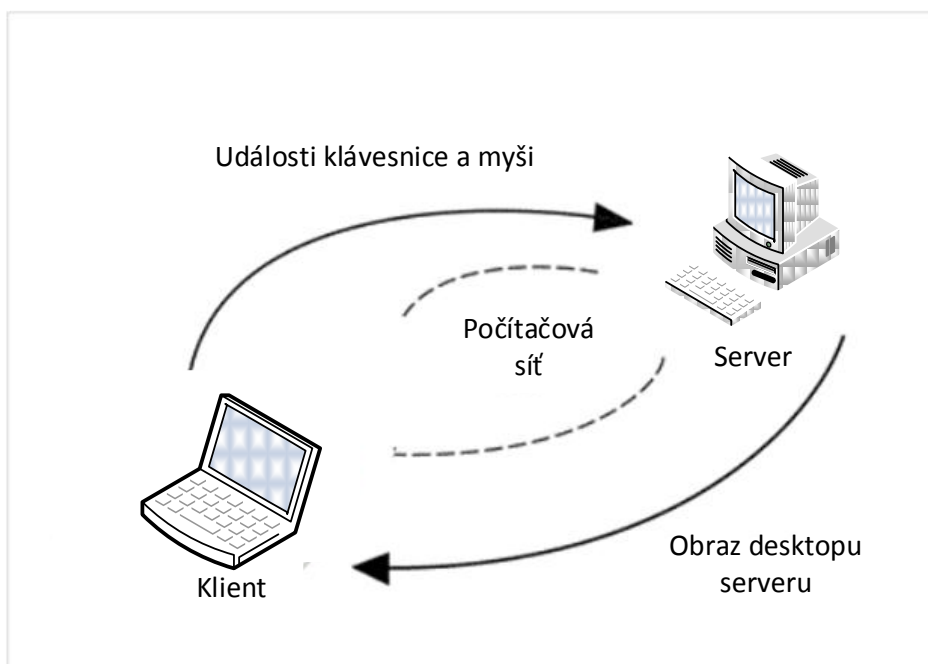 Události klávesnice a myši
Počítačová
síť
Server
Klient
Obraz desktopu
serveru